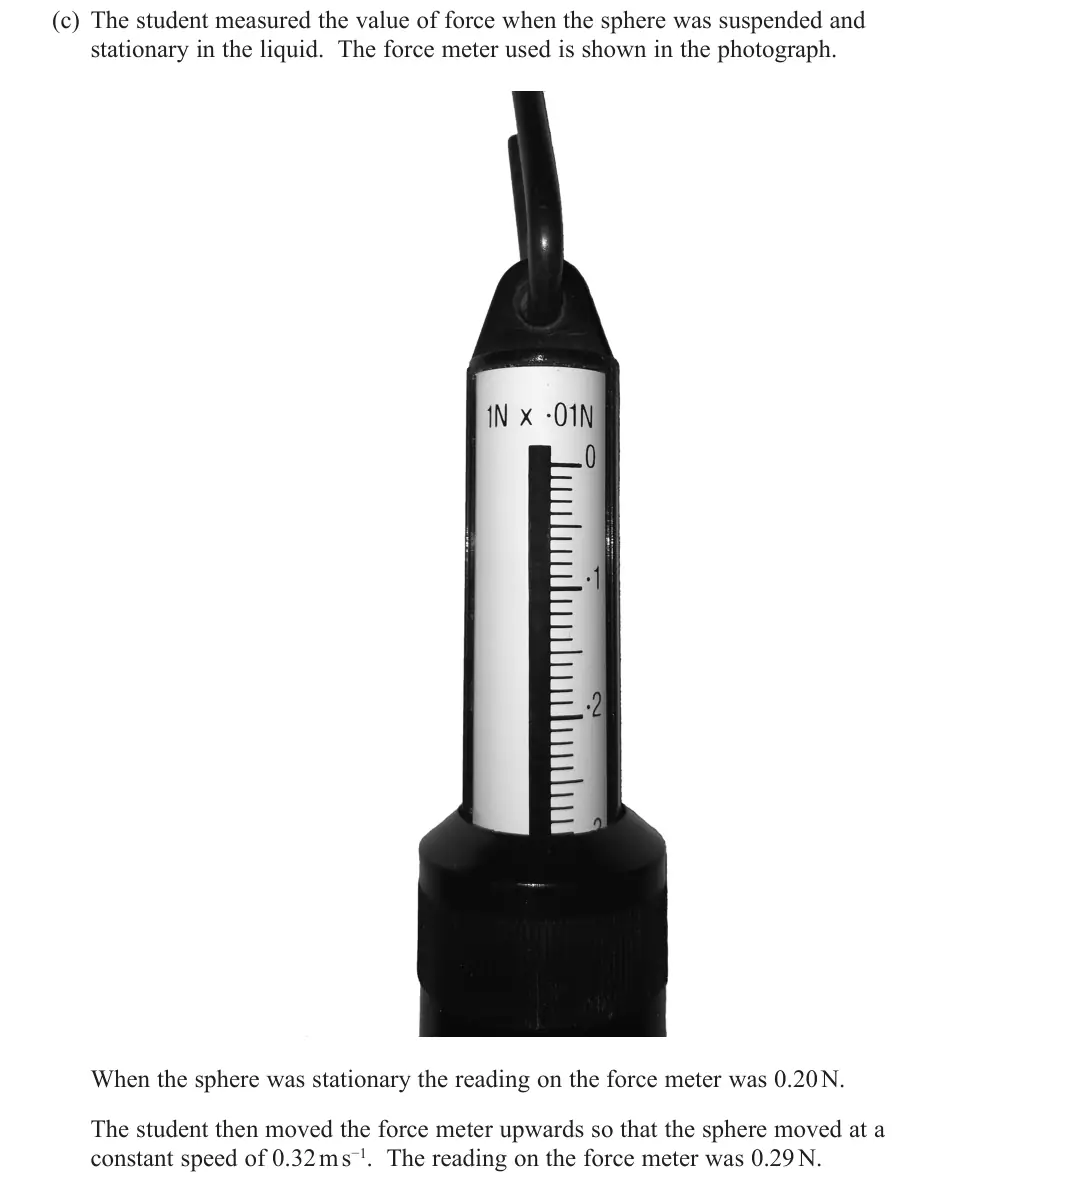 (c) The student measured the value of force when the sphere was suspended and
stationary in the liquid. The force meter used is shown in the photograph.
1N x ·01N
0
·1
·2
When the sphere was stationary the reading on the force meter was 0.20 N.
The student then moved the force meter upwards so that the sphere moved at a
constant speed of 0.32 m s⁻¹. The reading on the force meter was 0.29 N.